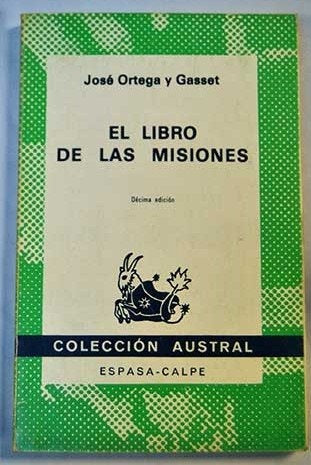 José Ortega y Gasset
EL LIBRO
DE LAS MISIONES
Décima edición
COLECCIÓN AUSTRAL
ESPASA-CALPE